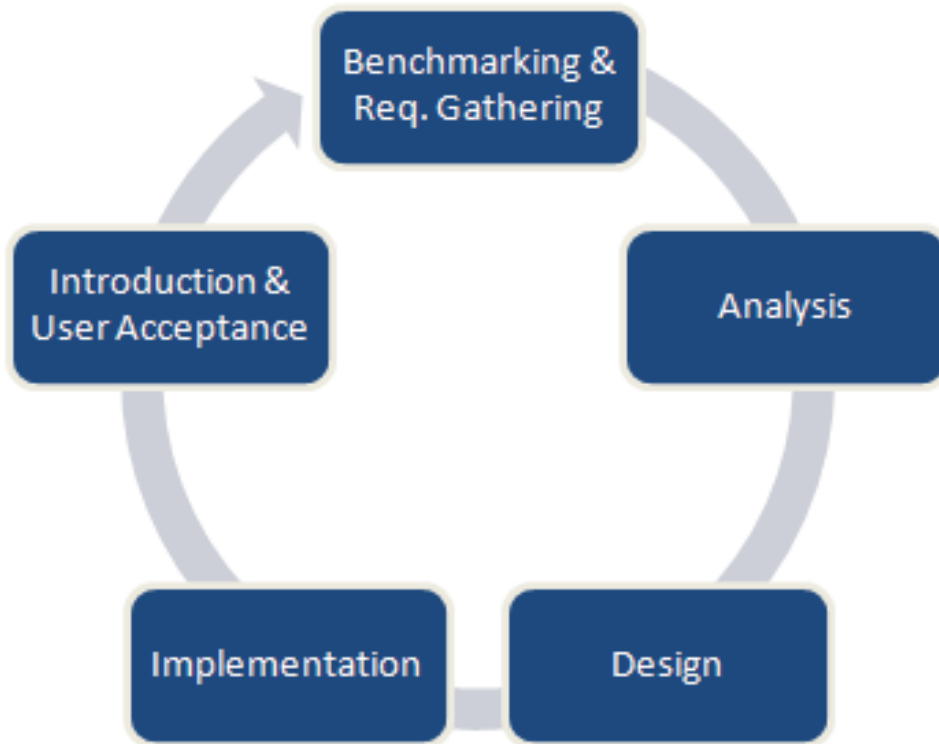 Benchmarking &
Req. Gathering
Analysis
Design
Implementation
Introduction &
User Acceptance